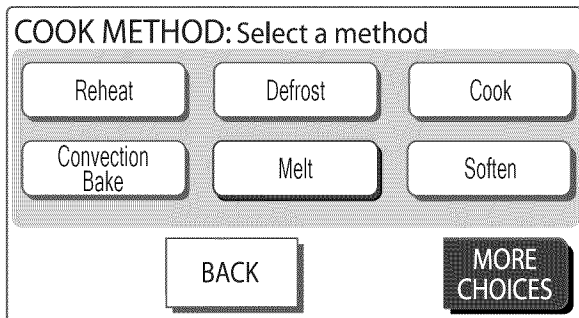 COOK METHOD: Select a method
Reheat
Defrost
Cook
Convection
Bake
Melt
Soften
BACK
MORE
CHOICES